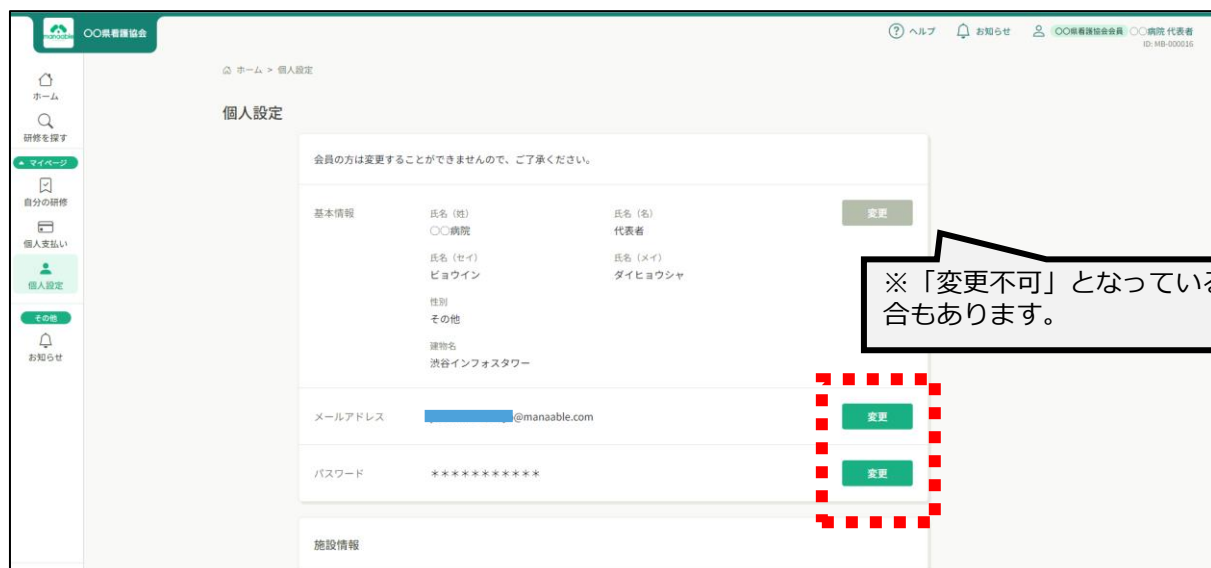 manaable
〇〇県看護協会
ヘルプ
お知らせ
〇〇県看護協会会員 〇〇病院 代表者
ID: MB-000016
ホーム > 個人設定
ホーム
研修を探す
マイページ
自分の研修
個人支払い
個人設定
その他
お知らせ
個人設定
会員の方は変更することができませんので、ご了承ください。
基本情報
氏名（姓） 氏名（名）
〇〇病院 代表者
変更
氏名（セイ） 氏名（メイ）
ビョウイン ダイヒョウシャ
性別
その他
建物名
渋谷インフォスタワー
※「変更不可」となっている
合もあります。
メールアドレス @manaable.com 変更
パスワード ＊＊＊＊＊＊＊＊＊＊＊ 変更
施設情報